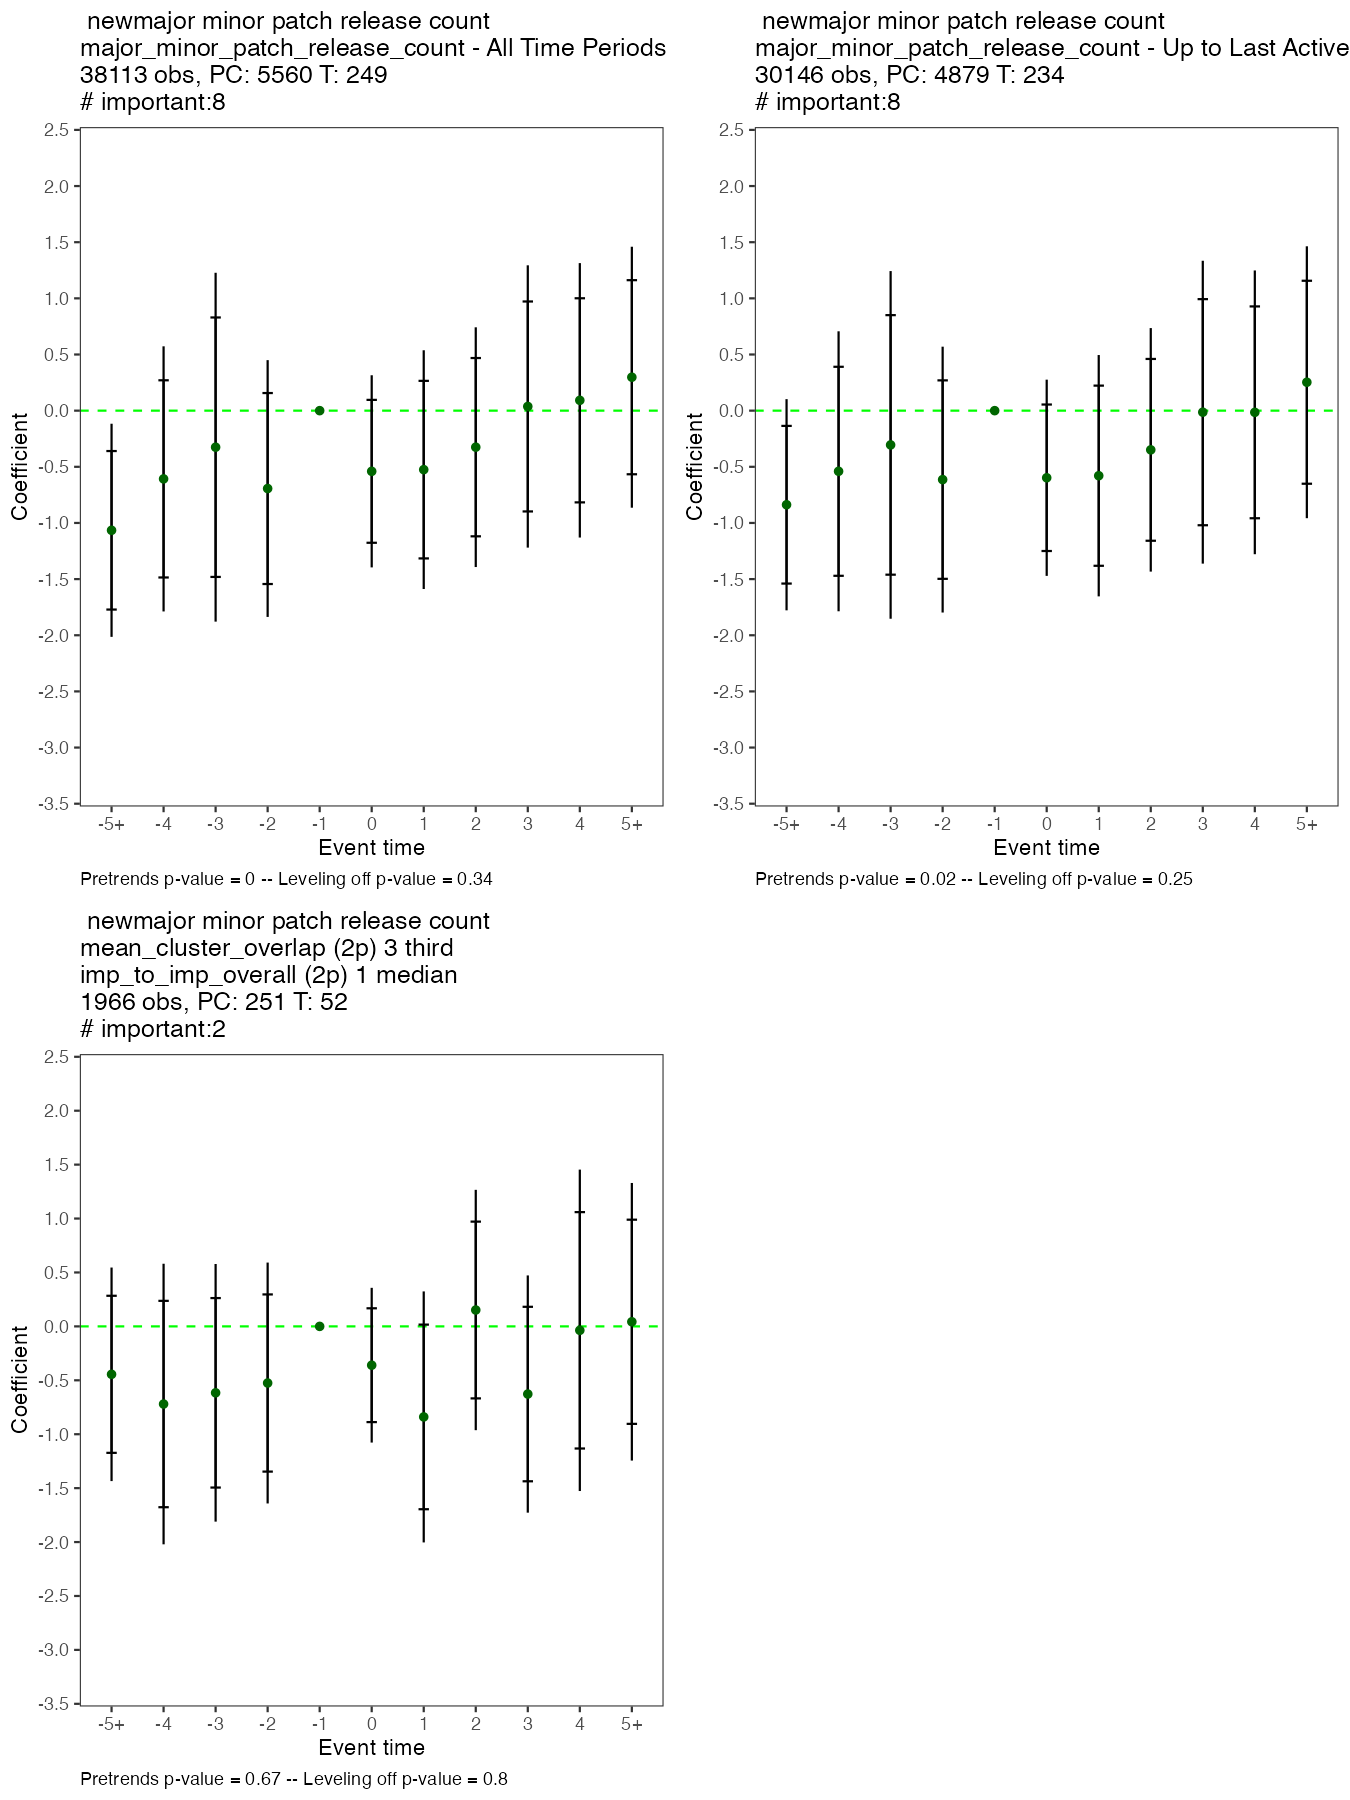 newmajor minor patch release count
major_minor_patch_release_count - All Time Periods
38113 obs, PC: 5560 T: 249
# important:8
2.5
2.0
1.5
1.0
0.5
0.0
-0.5
-1.0
-1.5
-2.0
-2.5
-3.0
-3.5
Coefficient
-5+ -4 -3 -2 -1 0 1 2 3 4 5+
Event time
Pretrends p-value = 0 -- Leveling off p-value = 0.34
newmajor minor patch release count
major_minor_patch_release_count - Up to Last Active
30146 obs, PC: 4879 T: 234
# important:8
2.5
2.0
1.5
1.0
0.5
0.0
-0.5
-1.0
-1.5
-2.0
-2.5
-3.0
-3.5
Coefficient
-5+ -4 -3 -2 -1 0 1 2 3 4 5+
Event time
Pretrends p-value = 0.02 -- Leveling off p-value = 0.25
newmajor minor patch release count
mean_cluster_overlap (2p) 3 third
imp_to_imp_overall (2p) 1 median
1966 obs, PC: 251 T: 52
# important:2
2.5
2.0
1.5
1.0
0.5
0.0
-0.5
-1.0
-1.5
-2.0
-2.5
-3.0
-3.5
Coefficient
-5+ -4 -3 -2 -1 0 1 2 3 4 5+
Event time
Pretrends p-value = 0.67 -- Leveling off p-value = 0.8